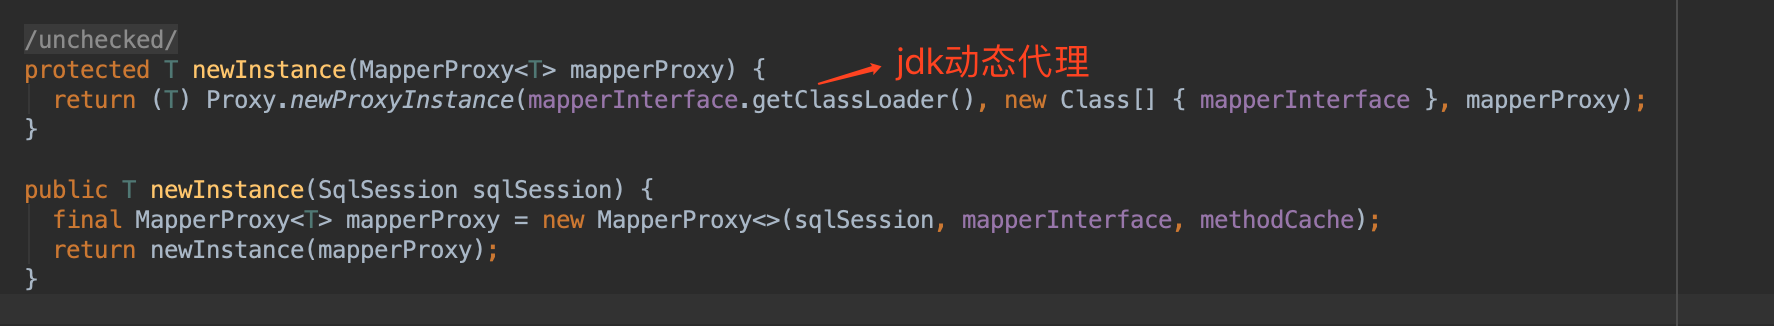 /unchecked/
protected T newInstance(MapperProxy<T> mapperProxy) {
jdk动态代理
return (T) Proxy.newProxyInstance(mapperInterface.getClassLoader(), new Class[] { mapperInterface }, mapperProxy);
}
public T newInstance(SqlSession sqlSession) {
final MapperProxy<T> mapperProxy = new MapperProxy<>(sqlSession, mapperInterface, methodCache);
return newInstance(mapperProxy);
}